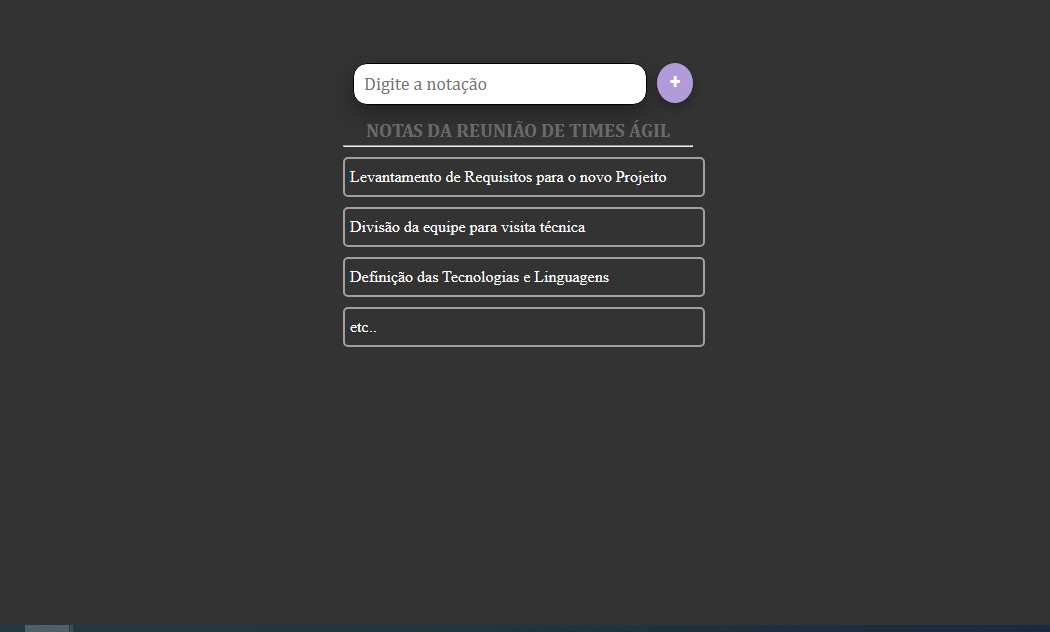 Digite a notação
+
NOTAS DA REUNIÃO DE TIMES ÁGIL
Levantamento de Requisitos para o novo Projeito
Divisão da equipe para visita técnica
Definição das Tecnologias e Linguagens
etc..